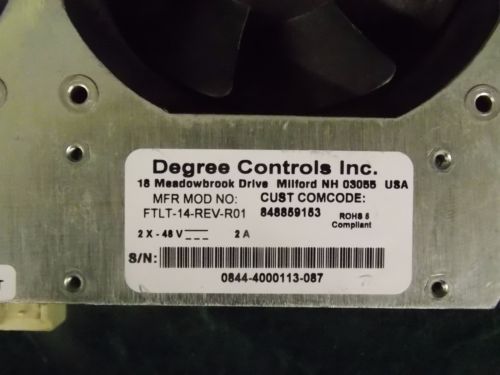 Degree Controls Inc.
18 Meadowbrook Drive Milford NH 03055 USA
MFR MOD NO: CUST COMCODE:
FTLT-14-REV-R01 848859153 ROHS 5
Compliant
2 X - 48 V 2 A
S/N:
0844-4000113-087
T